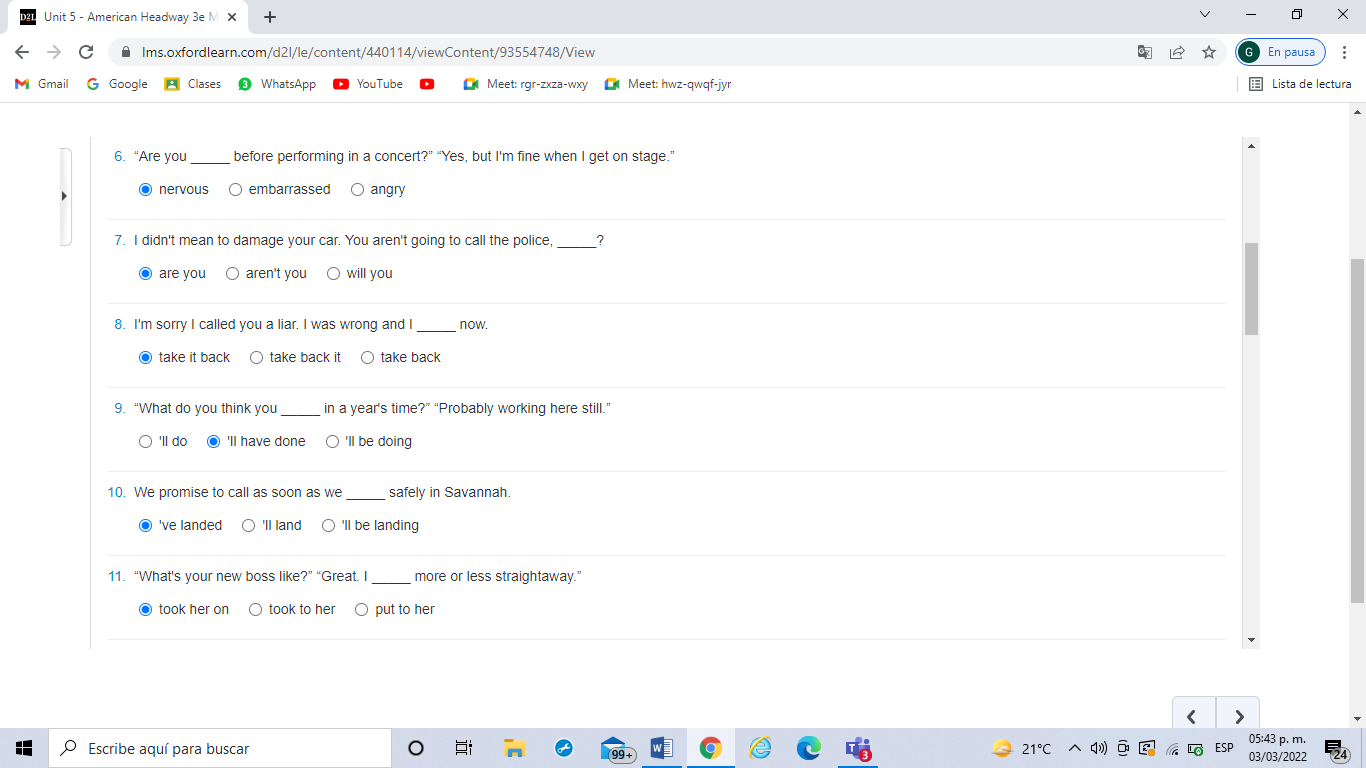 D2L Unit 5 - American Headway 3e M
lms.oxfordlearn.com/d2l/le/content/440114/viewContent/93554748/View
G En pausa
Gmail Google Clases 3 WhatsApp YouTube Meet: rgr-zxza-wxy Meet: hwz-qwqf-jyr Lista de lectura
6. “Are you _____ before performing in a concert?” “Yes, but I'm fine when I get on stage.”
nervous embarrassed angry
7. I didn't mean to damage your car. You aren't going to call the police, _____?
are you aren't you will you
8. I'm sorry I called you a liar. I was wrong and I _____ now.
take it back take back it take back
9. “What do you think you _____ in a year's time?” “Probably working here still.”
'll do 'll have done 'll be doing
10. We promise to call as soon as we _____ safely in Savannah.
've landed 'll land 'll be landing
11. “What's your new boss like?” “Great. I _____ more or less straightaway.”
took her on took to her put to her
Escribe aquí para buscar
99+
W
T
3
21°C
ESP
05:43 p. m.
03/03/2022
24